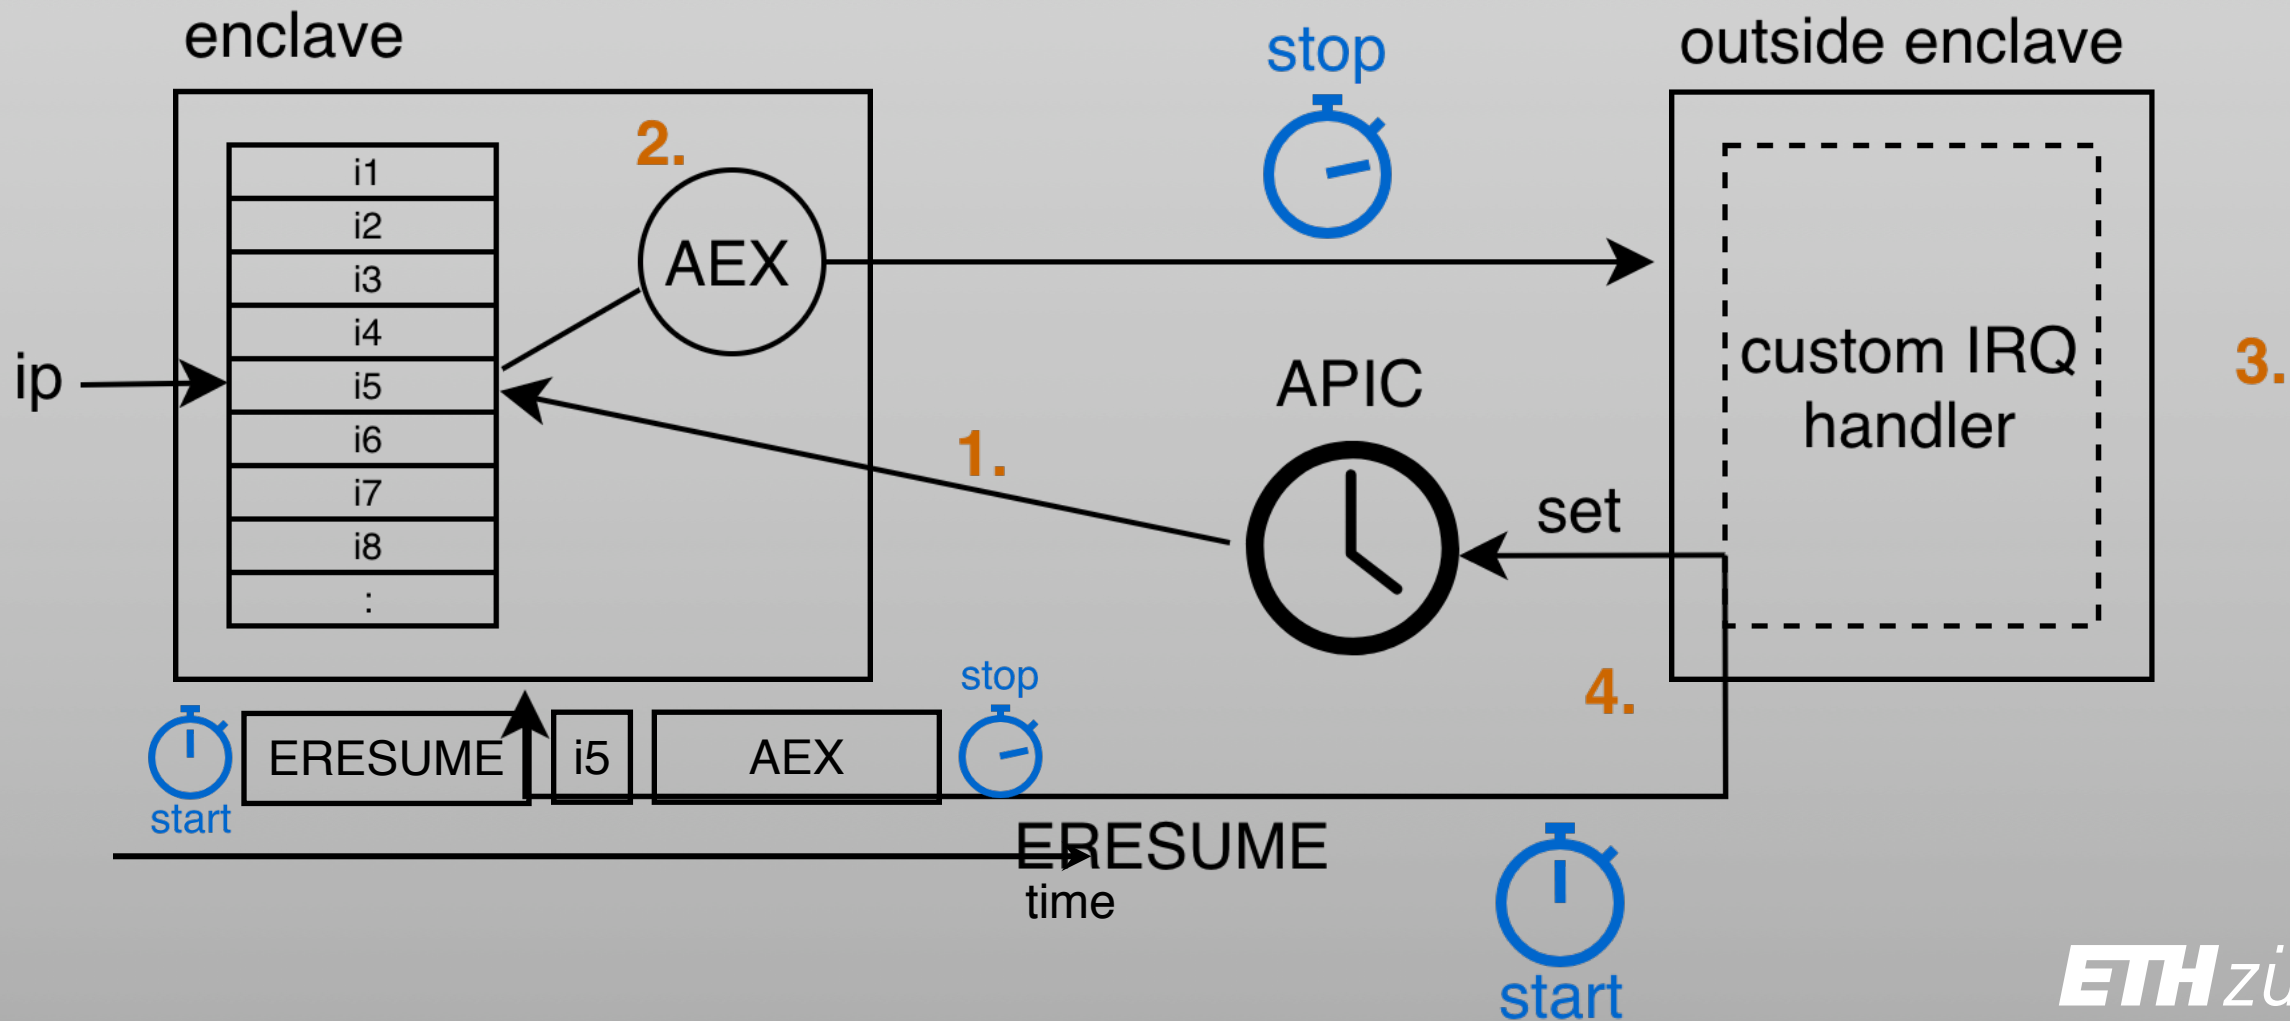 enclave
stop
outside enclave
2.
i1
i2
i3
i4
i5
i6
i7
i8
:
AEX
ip
1.
APIC
custom IRQ
handler
3.
set
4.
stop
ERESUME
i5
AEX
start
ERESUME
time
start
ETH